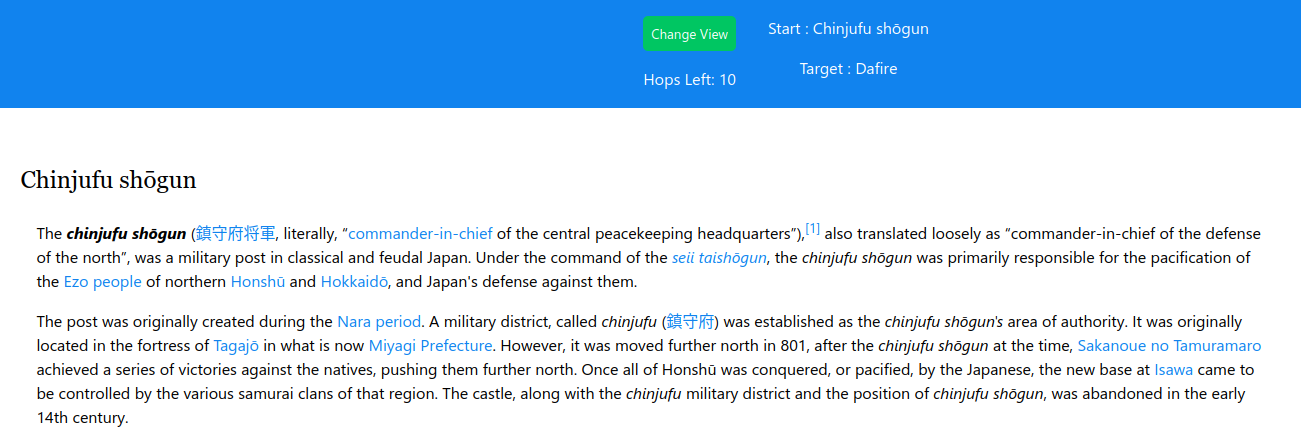 Change View
Hops Left: 10
Start : Chinjufu shōgun
Target : Dafire
Chinjufu shōgun
The chinjufu shōgun (鎮守府将軍, literally, “commander-in-chief of the central peacekeeping headquarters”),[1] also translated loosely as “commander-in-chief of the defense
of the north”, was a military post in classical and feudal Japan. Under the command of the seii taishōgun, the chinjufu shōgun was primarily responsible for the pacification of
the Ezo people of northern Honshū and Hokkaidō, and Japan's defense against them.
The post was originally created during the Nara period. A military district, called chinjufu (鎮守府) was established as the chinjufu shōgun's area of authority. It was originally
located in the fortress of Tagajō in what is now Miyagi Prefecture. However, it was moved further north in 801, after the chinjufu shōgun at the time, Sakanoue no Tamuramaro
achieved a series of victories against the natives, pushing them further north. Once all of Honshū was conquered, or pacified, by the Japanese, the new base at Isawa came to
be controlled by the various samurai clans of that region. The castle, along with the chinjufu military district and the position of chinjufu shōgun, was abandoned in the early
14th century.